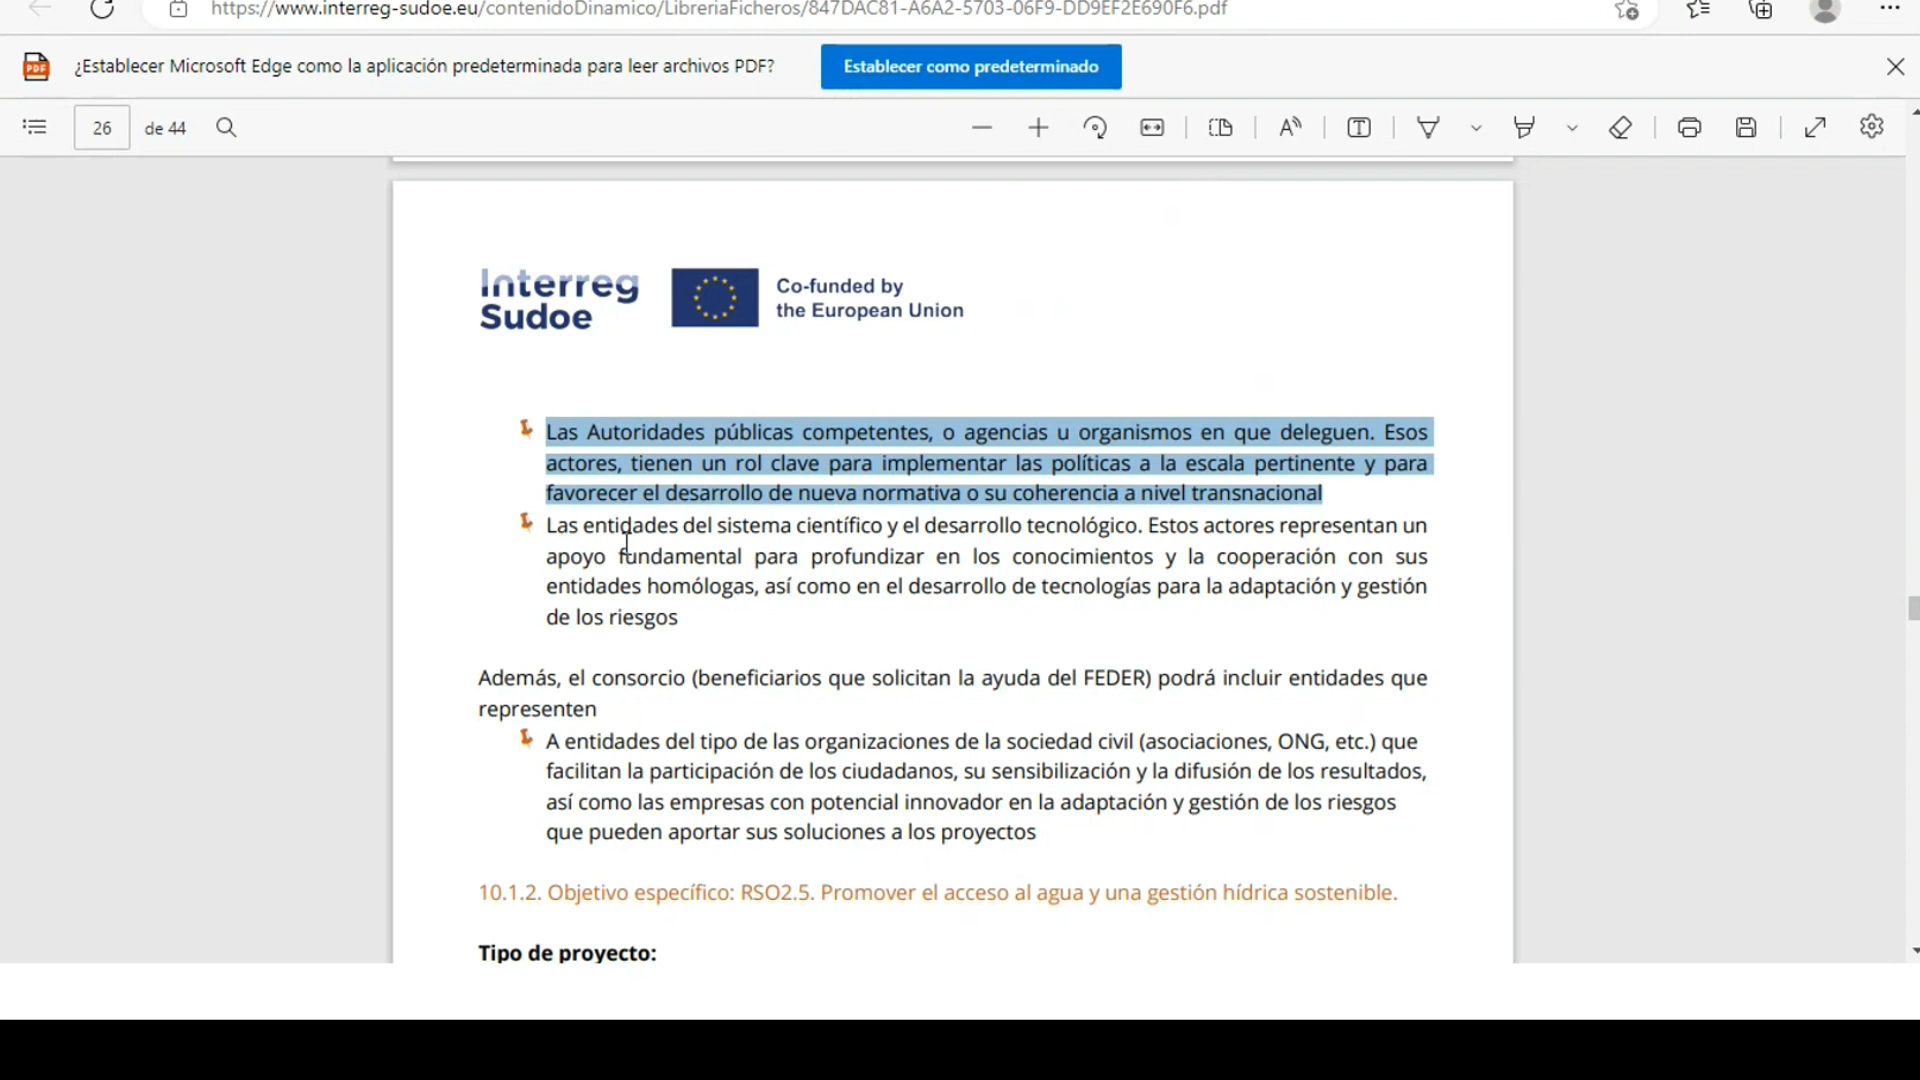 https://www.interreg-sudoe.eu/contenidoDinamico/LibreriaFicheros/847DAC81-A6A2-5703-06F9-DD9EF2E690F6.pdf
PDF
¿Establecer Microsoft Edge como la aplicación predeterminada para leer archivos PDF?
Establecer como predeterminado
26 de 44
Interreg
Sudoe
Co-funded by
the European Union
Las Autoridades públicas competentes, o agencias u organismos en que deleguen. Esos
actores, tienen un rol clave para implementar las políticas a la escala pertinente y para
favorecer el desarrollo de nueva normativa o su coherencia a nivel transnacional
Las entidades del sistema científico y el desarrollo tecnológico. Estos actores representan un
apoyo fundamental para profundizar en los conocimientos y la cooperación con sus
entidades homólogas, así como en el desarrollo de tecnologías para la adaptación y gestión
de los riesgos
Además, el consorcio (beneficiarios que solicitan la ayuda del FEDER) podrá incluir entidades que
representen
A entidades del tipo de las organizaciones de la sociedad civil (asociaciones, ONG, etc.) que
facilitan la participación de los ciudadanos, su sensibilización y la difusión de los resultados,
así como las empresas con potencial innovador en la adaptación y gestión de los riesgos
que pueden aportar sus soluciones a los proyectos
10.1.2. Objetivo específico: RSO2.5. Promover el acceso al agua y una gestión hídrica sostenible.
Tipo de proyecto: